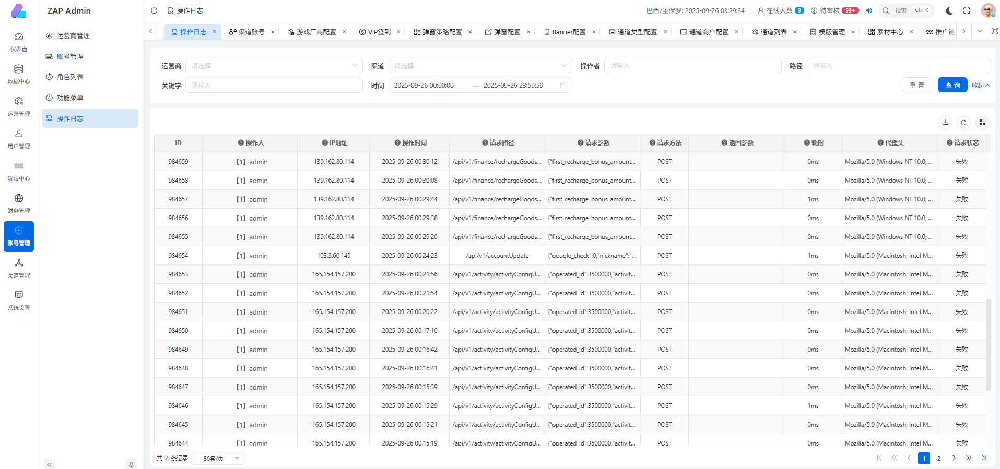 ZAP Admin
操作日志
巴西/圣保罗: 2025-09-26 03:29:34
在线人数 9
待审核 99+
搜索 Ctrl K
操作日志 × 渠道账号 × 游戏厂商配置 × VIP签到 × 弹窗策略配置 × 弹窗配置 × Banner配置 × 通道类型配置 × 通道商户配置 × 通道列表 × 模版管理 × 素材中心 × 推广链
仪表盘
数据中心
运营管理
用户管理
玩法中心
财务管理
账号管理
渠道管理
系统设置
运营商管理
账号管理
角色列表
功能菜单
操作日志
运营商 请选择 渠道 请选择 操作者 请输入 路径 请输入
关键字 请输入 时间 2025-09-26 00:00:00 → 2025-09-26 23:59:59 重 置 查 询 收起
ID 操作人 IP地址 操作时间 请求路径 请求参数 请求方法 返回参数 耗时 代理头 请求状态
984659 【1】admin 139.162.80.114 2025-09-26 00:30:12 /api/v1/finance/rechargeGoods... {"first_recharge_bonus_amount... POST 0ms Mozilla/5.0 (Windows NT 10.0; ... 失败
984658 【1】admin 139.162.80.114 2025-09-26 00:30:08 /api/v1/finance/rechargeGoods... {"first_recharge_bonus_amount... POST 0ms Mozilla/5.0 (Windows NT 10.0; ... 失败
984657 【1】admin 139.162.80.114 2025-09-26 00:29:44 /api/v1/finance/rechargeGoods... {"first_recharge_bonus_amount... POST 1ms Mozilla/5.0 (Windows NT 10.0; ... 失败
984656 【1】admin 139.162.80.114 2025-09-26 00:29:38 /api/v1/finance/rechargeGoods... {"first_recharge_bonus_amount... POST 0ms Mozilla/5.0 (Windows NT 10.0; ... 失败
984655 【1】admin 139.162.80.114 2025-09-26 00:29:20 /api/v1/finance/rechargeGoods... {"first_recharge_bonus_amount... POST 0ms Mozilla/5.0 (Windows NT 10.0; ... 失败
984654 【1】admin 103.3.60.149 2025-09-26 00:24:23 /api/v1/accountUpdate {"google_check":0,"nickname":"... POST 1ms Mozilla/5.0 (Macintosh; Intel M... 失败
984653 【1】admin 165.154.157.200 2025-09-26 00:21:56 /api/v1/activity/activityConfigU... {"operated_id":3500000,"activit... POST 0ms Mozilla/5.0 (Macintosh; Intel M... 失败
984652 【1】admin 165.154.157.200 2025-09-26 00:21:54 /api/v1/activity/activityConfigU... {"operated_id":3500000,"activit... POST 0ms Mozilla/5.0 (Macintosh; Intel M... 失败
984651 【1】admin 165.154.157.200 2025-09-26 00:20:22 /api/v1/activity/activityConfigU... {"operated_id":3500000,"activit... POST 0ms Mozilla/5.0 (Macintosh; Intel M... 失败
984650 【1】admin 165.154.157.200 2025-09-26 00:17:10 /api/v1/activity/activityConfigU... {"operated_id":3500000,"activit... POST 0ms Mozilla/5.0 (Macintosh; Intel M... 失败
984649 【1】admin 165.154.157.200 2025-09-26 00:16:42 /api/v1/activity/activityConfigU... {"operated_id":3500000,"activit... POST 0ms Mozilla/5.0 (Macintosh; Intel M... 失败
984648 【1】admin 165.154.157.200 2025-09-26 00:16:41 /api/v1/activity/activityConfigU... {"operated_id":3500000,"activit... POST 0ms Mozilla/5.0 (Macintosh; Intel M... 失败
984647 【1】admin 165.154.157.200 2025-09-26 00:15:39 /api/v1/activity/activityConfigU... {"operated_id":3500000,"activit... POST 0ms Mozilla/5.0 (Macintosh; Intel M... 失败
984646 【1】admin 165.154.157.200 2025-09-26 00:15:29 /api/v1/activity/activityConfigU... {"operated_id":3500000,"activit... POST 1ms Mozilla/5.0 (Macintosh; Intel M... 失败
984645 【1】admin 165.154.157.200 2025-09-26 00:15:21 /api/v1/activity/activityConfigU... {"operated_id":3500000,"activit... POST 0ms Mozilla/5.0 (Macintosh; Intel M... 失败
984644 【1】admin 165.154.157.200 2025-09-26 00:15:19 /api/v1/activity/activityConfigU... {"operated_id":3500000,"activit... POST 0ms Mozilla/5.0 (Macintosh; Intel M... 失败
共 55 条记录 50条/页 1 2